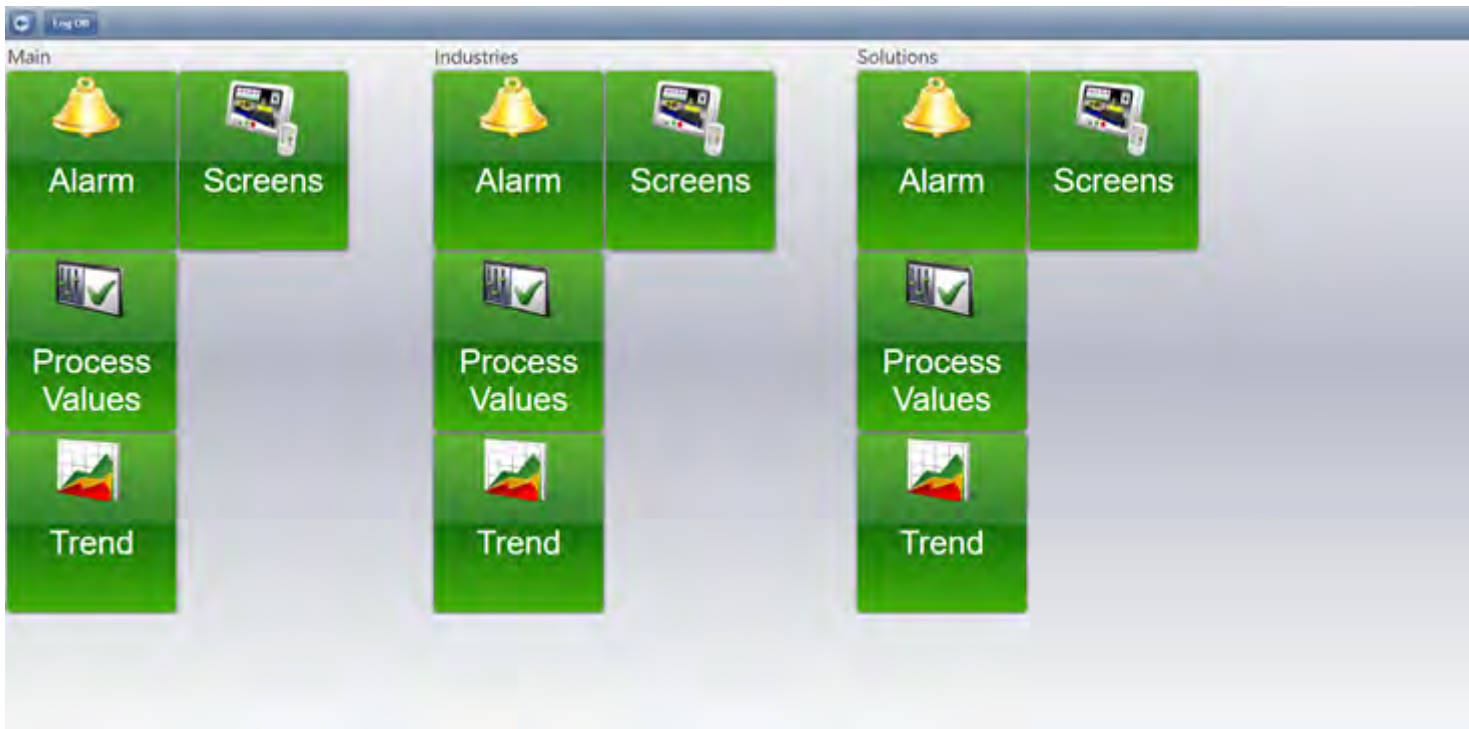 Log Off
Main
Industries
Solutions
Alarm
Screens
Alarm
Screens
Alarm
Screens
Process
Values
Process
Values
Process
Values
Trend
Trend
Trend